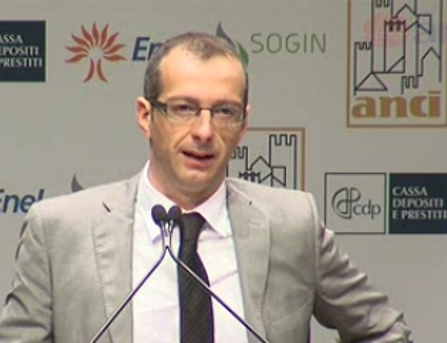 CASSA
DEPOSITI
E PRESTITI
Enel
SOGIN
anci
Enel
cdp
CASSA
DEPOSITI
E PRESTITI